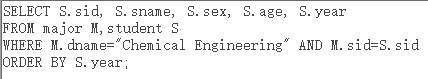 SELECT S.sid, S.sname, S.sex, S.age, S.year
FROM major M,student S
WHERE M.dname="Chemical Engineering" AND M.sid=S.sid
ORDER BY S.year;